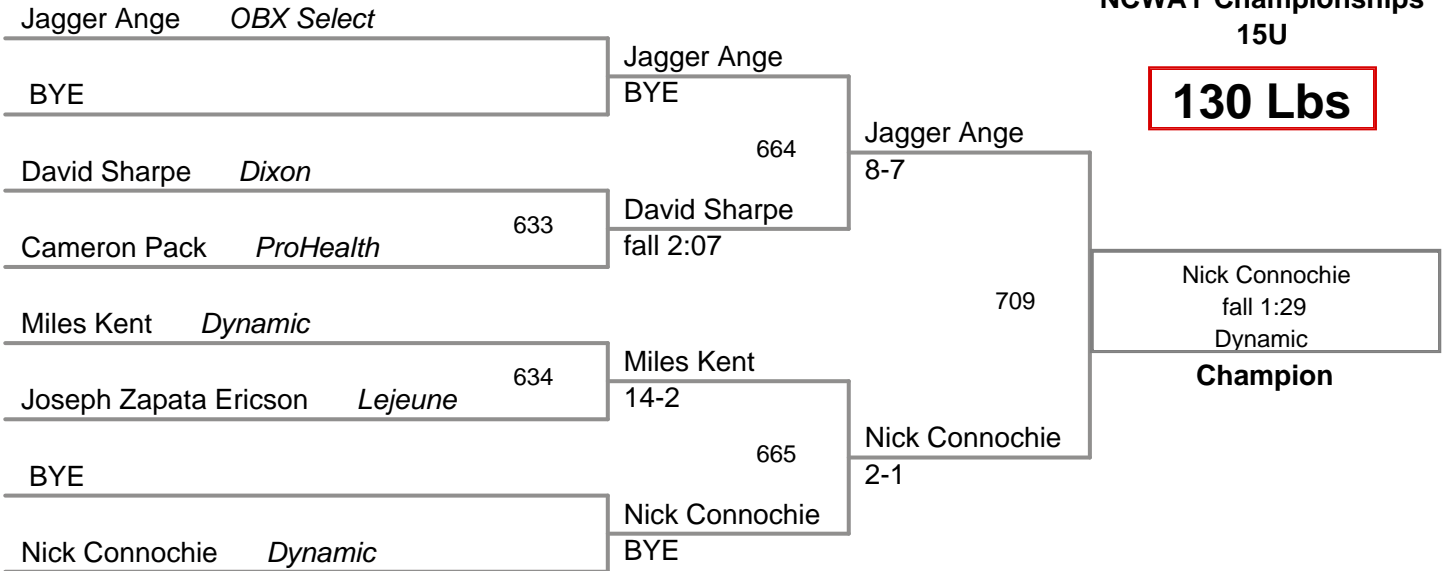 NCWAY Championships
15U
130 Lbs
Jagger Ange OBX Select
BYE
David Sharpe Dixon
633
Cameron Pack ProHealth
Miles Kent Dynamic
634
Joseph Zapata Ericson Lejeune
BYE
Nick Connochie Dynamic
Jagger Ange
BYE
664
David Sharpe
fall 2:07
Miles Kent
14-2
665
Nick Connochie
BYE
Jagger Ange
8-7
709
Nick Connochie
2-1
Nick Connochie
fall 1:29
Dynamic
Champion